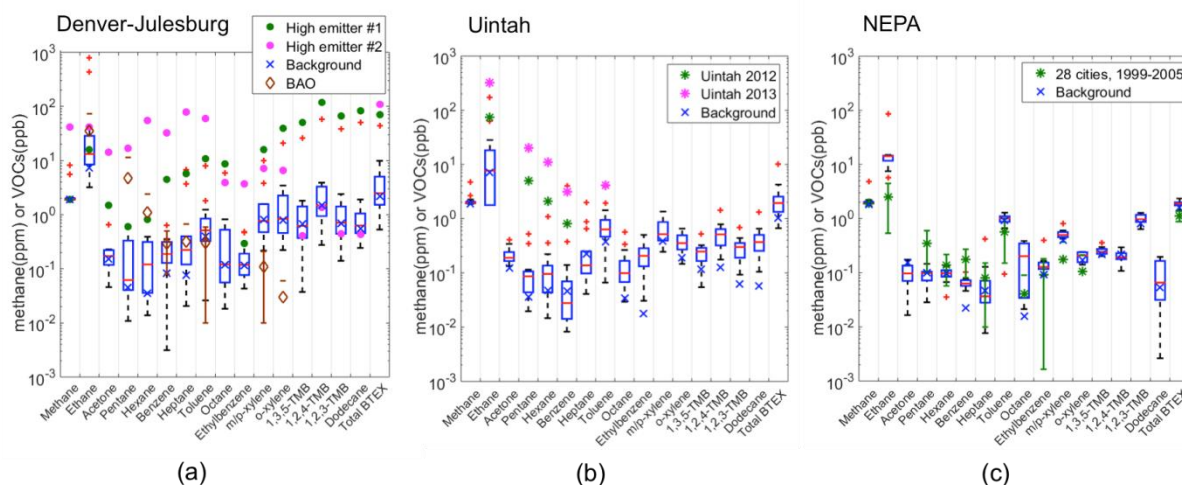 Denver-Julesburg
High emitter #1
High emitter #2
Background
BAO
methane(ppm) or VOCs(ppb)
10^3
10^2
10^1
10^0
10^-1
10^-2
10^-3
Methane
Ethane
Acetone
Pentane
Hexane
Benzene
Heptane
Toluene
Octane
Ethylbenzene
m/p-xylene
o-xylene
1,3,5-TMB
1,2,4-TMB
1,2,3-TMB
Dodecane
Total BTEX
(a)
Uintah
Uintah 2012
Uintah 2013
Background
methane(ppm) or VOCs(ppb)
10^3
10^2
10^1
10^0
10^-1
10^-2
10^-3
Methane
Ethane
Acetone
Pentane
Hexane
Benzene
Heptane
Toluene
Octane
Ethylbenzene
m/p-xylene
o-xylene
1,3,5-TMB
1,2,4-TMB
1,2,3-TMB
Dodecane
Total BTEX
(b)
NEPA
28 cities, 1999-2005
Background
methane(ppm) or VOCs(ppb)
10^3
10^2
10^1
10^0
10^-1
10^-2
10^-3
Methane
Ethane
Acetone
Pentane
Hexane
Benzene
Heptane
Toluene
Octane
Ethylbenzene
m/p-xylene
o-xylene
1,3,5-TMB
1,2,4-TMB
1,2,3-TMB
Dodecane
Total BTEX
(c)